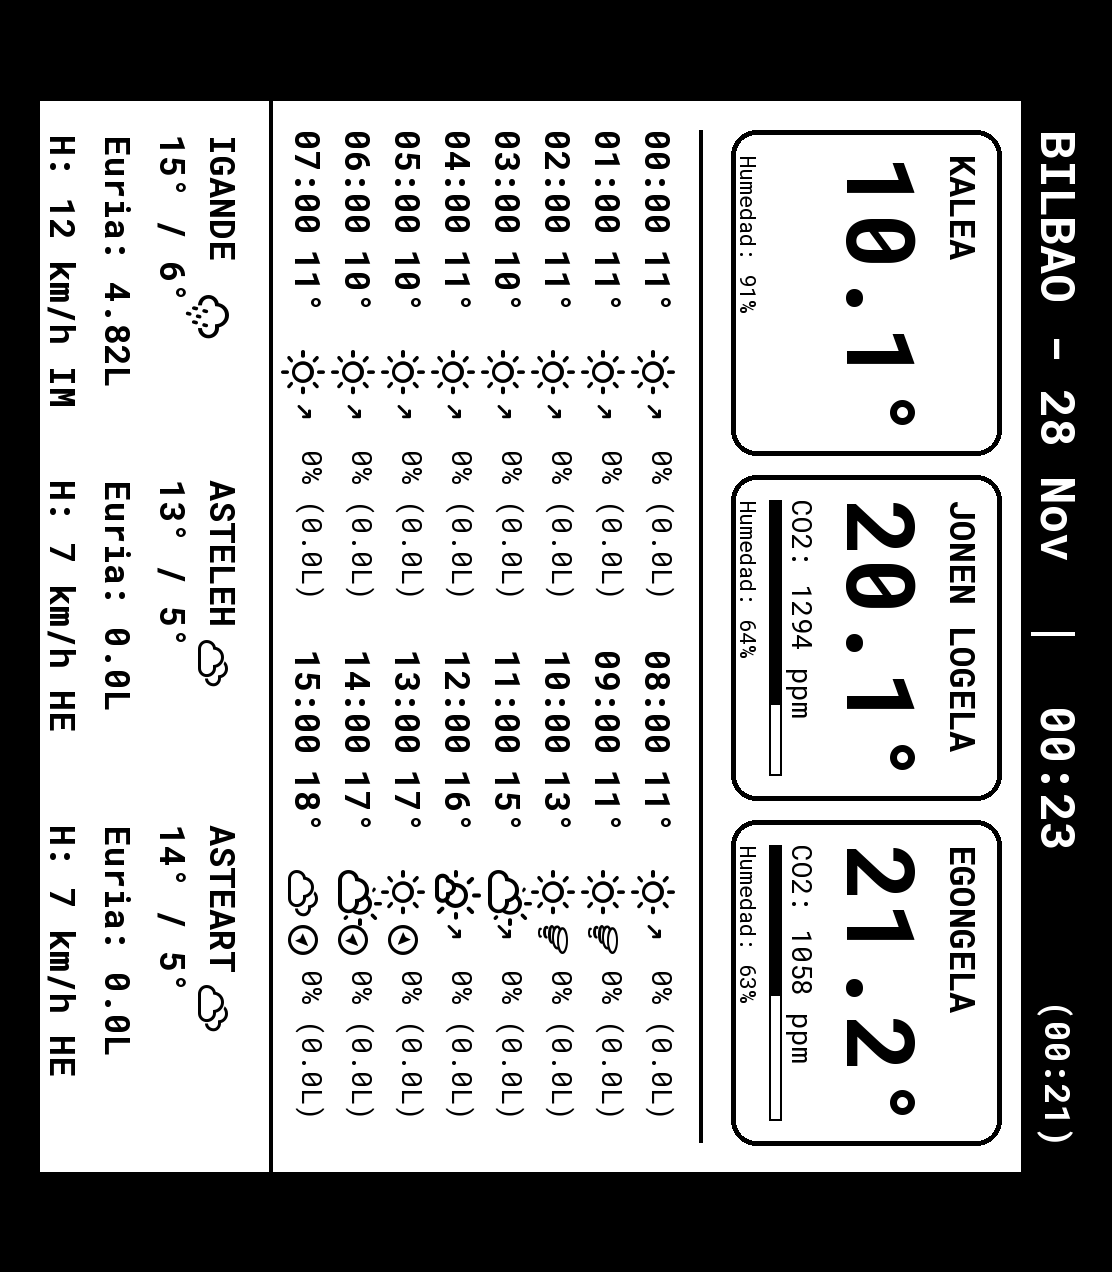 BILBAO - 28 Nov | 00:23 (00:21)
KALEA
10.1°
Humedad: 91%
JONEN LOGELA
20.1°
CO2: 1294 ppm
Humedad: 64%
EGONGELA
21.2°
CO2: 1058 ppm
Humedad: 63%
00:00 11° ↗ 0% (0.0L)
01:00 11° ↗ 0% (0.0L)
02:00 11° ↗ 0% (0.0L)
03:00 10° ↗ 0% (0.0L)
04:00 11° ↗ 0% (0.0L)
05:00 10° ↗ 0% (0.0L)
06:00 10° ↗ 0% (0.0L)
07:00 11° ↗ 0% (0.0L)
08:00 11° ↗ 0% (0.0L)
09:00 11° 0% (0.0L)
10:00 13° 0% (0.0L)
11:00 15° ↗ 0% (0.0L)
12:00 16° ↗ 0% (0.0L)
13:00 17° 0% (0.0L)
14:00 17° 0% (0.0L)
15:00 18° 0% (0.0L)
IGANDE
15° / 6°
Euria: 4.82L
H: 12 km/h IM
ASTELEH
13° / 5°
Euria: 0.0L
H: 7 km/h HE
ASTEART
14° / 5°
Euria: 0.0L
H: 7 km/h HE